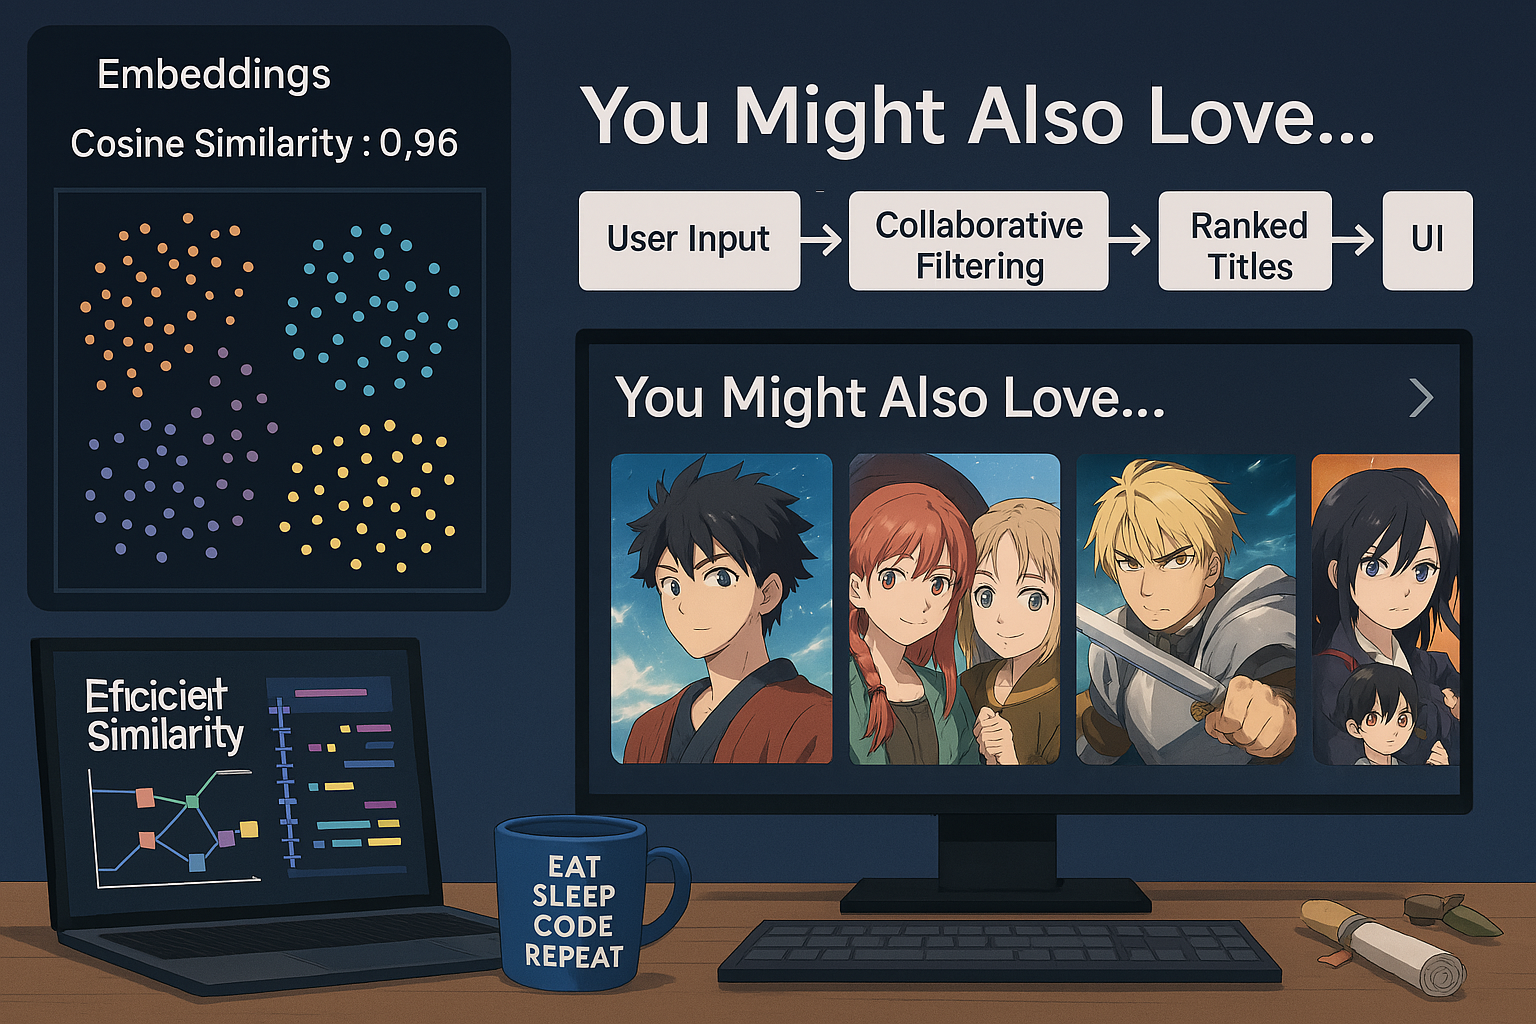 Embeddings
Cosine Similarity : 0,96
You Might Also Love...
User Input
Collaborative
Filtering
Ranked
Titles
UI
You Might Also Love...
Eficiciert
Similarity
EAT
SLEEP
CODE
REPEAT